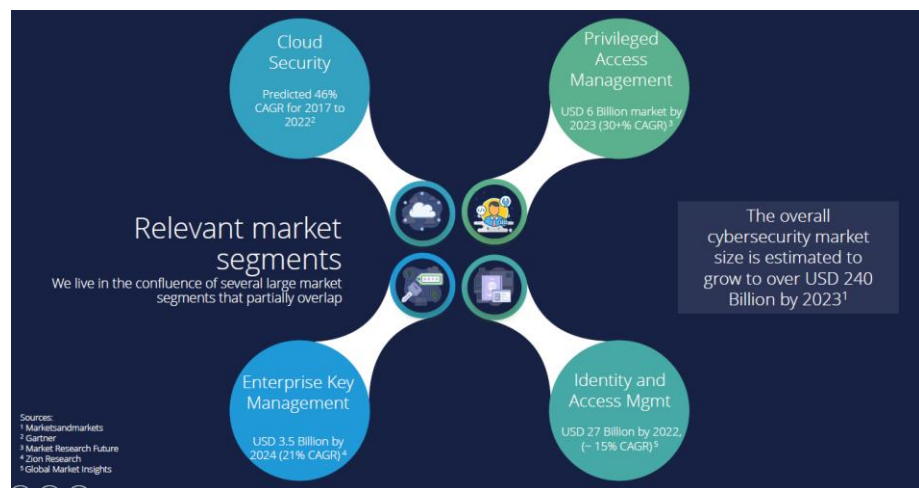 Cloud
Security
Predicted 46%
CAGR for 2017 to
2022²
Privileged
Access
Management
USD 6 Billion market by
2023 (30+% CAGR)³
Relevant market
segments
We live in the confluence of several large market
segments that partially overlap
The overall
cybersecurity market
size is estimated to
grow to over USD 240
Billion by 2023¹
Enterprise Key
Management
USD 3.5 Billion by
2024 (21% CAGR)⁴
Identity and
Access Mgmt
USD 27 Billion by 2022,
(~ 15% CAGR)⁵
Sources:
¹ Marketsandmarkets
² Gartner
³ Market Research Future
⁴ Zion Research
⁵ Global Market Insights